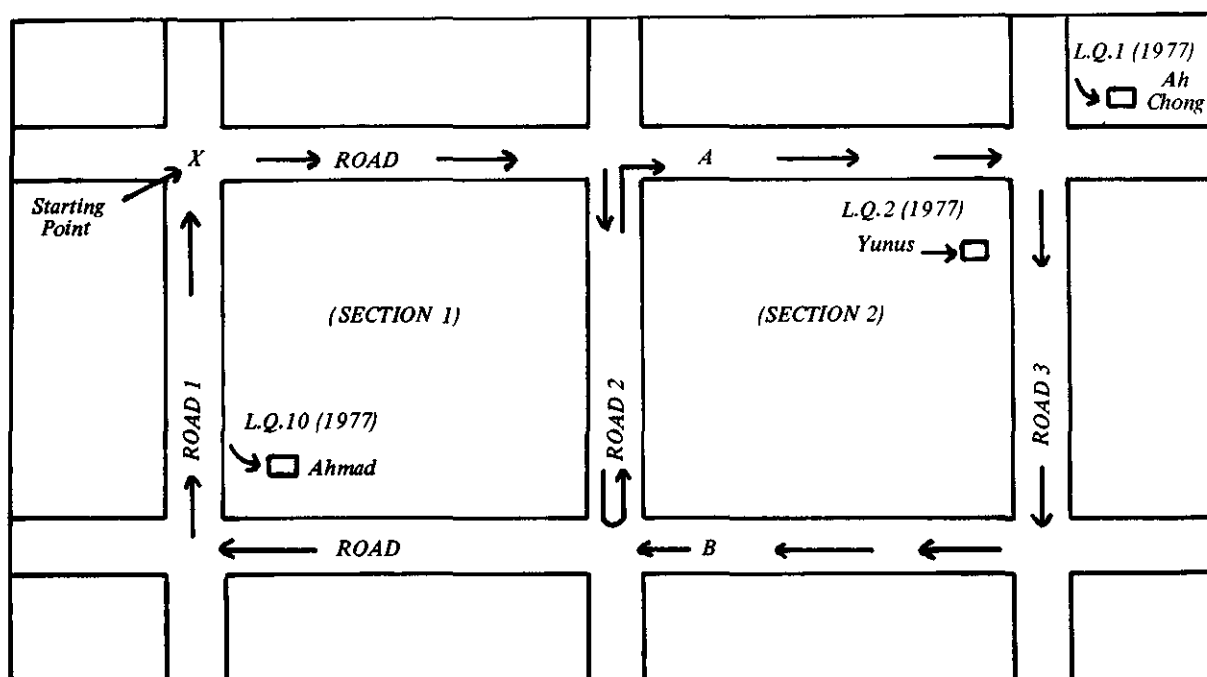 L.Q.1 (1977)
Ah
Chong
X
ROAD
A
Starting
Point
L.Q.2 (1977)
Yunus
(SECTION 1)
(SECTION 2)
ROAD 1
ROAD 2
ROAD 3
L.Q.10 (1977)
Ahmad
ROAD
B